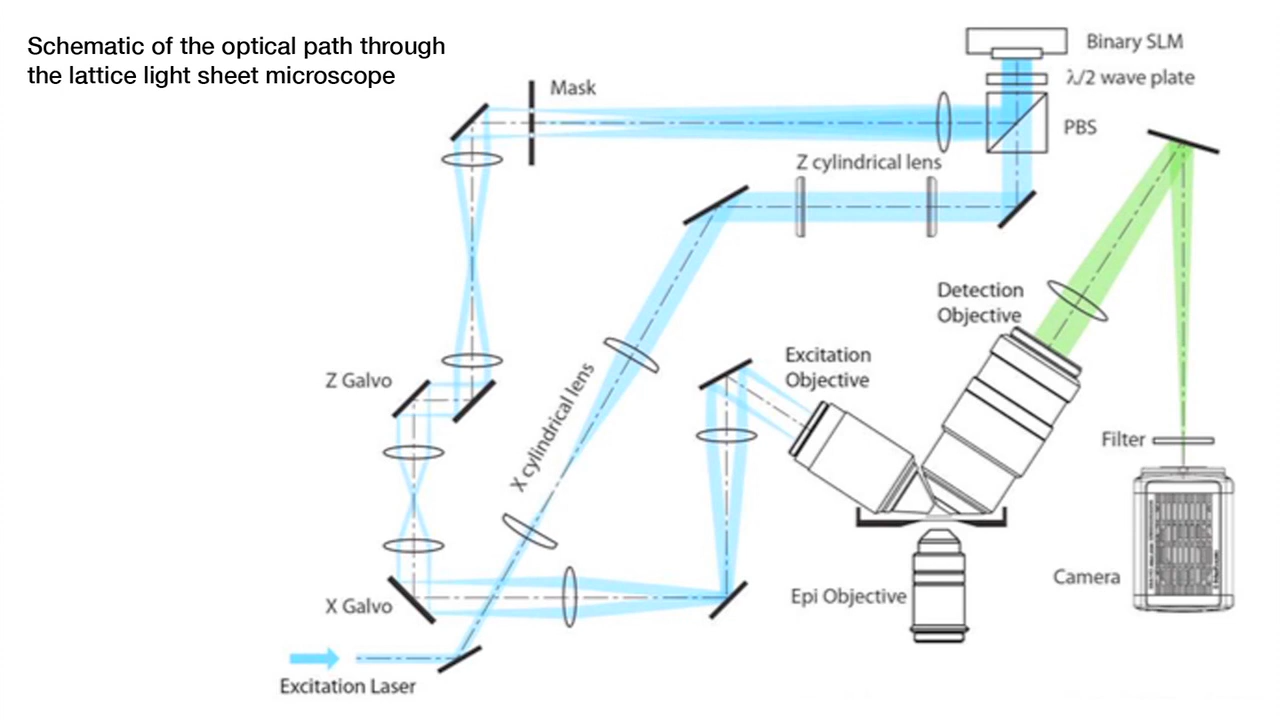 Schematic of the optical path through
the lattice light sheet microscope
Binary SLM
λ/2 wave plate
PBS
Mask
Z cylindrical lens
Detection
Objective
Excitation
Objective
Z Galvo
X cylindrical lens
Filter
Camera
Epi Objective
X Galvo
Excitation Laser